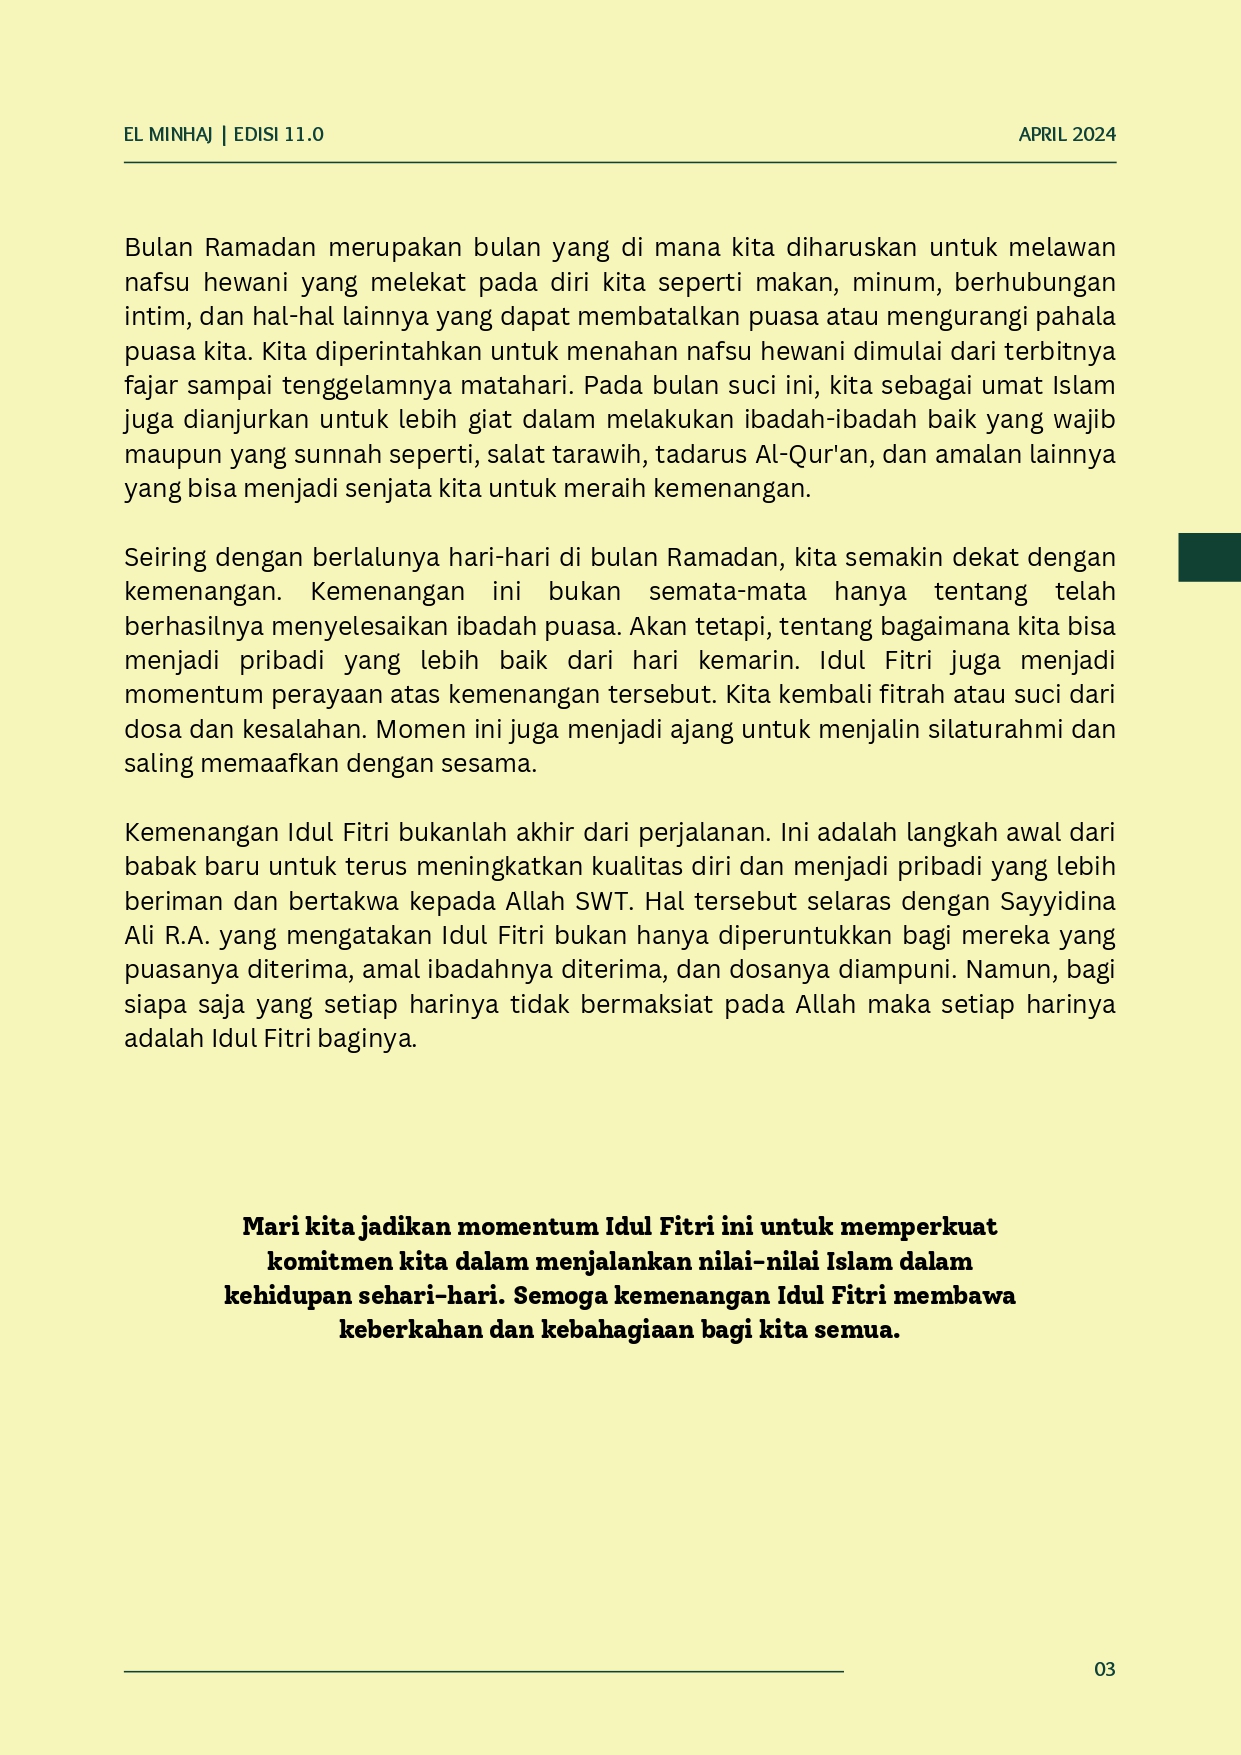 EL MINHAJ | EDISI 11.0
APRIL 2024
Bulan Ramadan merupakan bulan yang di mana kita diharuskan untuk melawan
nafsu hewani yang melekat pada diri kita seperti makan, minum, berhubungan
intim, dan hal-hal lainnya yang dapat membatalkan puasa atau mengurangi pahala
puasa kita. Kita diperintahkan untuk menahan nafsu hewani dimulai dari terbitnya
fajar sampai tenggelamnya matahari. Pada bulan suci ini, kita sebagai umat Islam
juga dianjurkan untuk lebih giat dalam melakukan ibadah-ibadah baik yang wajib
maupun yang sunnah seperti, salat tarawih, tadarus Al-Qur'an, dan amalan lainnya
yang bisa menjadi senjata kita untuk meraih kemenangan.
Seiring dengan berlalunya hari-hari di bulan Ramadan, kita semakin dekat dengan
kemenangan. Kemenangan ini bukan semata-mata hanya tentang telah
berhasilnya menyelesaikan ibadah puasa. Akan tetapi, tentang bagaimana kita bisa
menjadi pribadi yang lebih baik dari hari kemarin. Idul Fitri juga menjadi
momentum perayaan atas kemenangan tersebut. Kita kembali fitrah atau suci dari
dosa dan kesalahan. Momen ini juga menjadi ajang untuk menjalin silaturahmi dan
saling memaafkan dengan sesama.
Kemenangan Idul Fitri bukanlah akhir dari perjalanan. Ini adalah langkah awal dari
babak baru untuk terus meningkatkan kualitas diri dan menjadi pribadi yang lebih
beriman dan bertakwa kepada Allah SWT. Hal tersebut selaras dengan Sayyidina
Ali R.A. yang mengatakan Idul Fitri bukan hanya diperuntukkan bagi mereka yang
puasanya diterima, amal ibadahnya diterima, dan dosanya diampuni. Namun, bagi
siapa saja yang setiap harinya tidak bermaksiat pada Allah maka setiap harinya
adalah Idul Fitri baginya.
Mari kita jadikan momentum Idul Fitri ini untuk memperkuat
komitmen kita dalam menjalankan nilai-nilai Islam dalam
kehidupan sehari-hari. Semoga kemenangan Idul Fitri membawa
keberkahan dan kebahagiaan bagi kita semua.
03